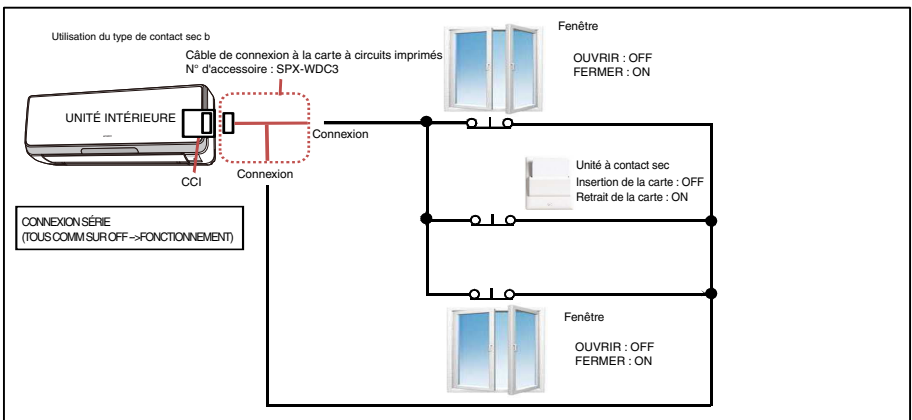 Utilisation du type de contact sec b
Câble de connexion à la carte à circuits imprimés
N° d'accessoire : SPX-WDC3
UNITÉ INTÉRIEURE
CCI
Connexion
Connexion
CONNEXION SÉRIE
(TOUS COMM SUR OFF –>FONCTIONNEMENT)
Fenêtre
OUVRIR : OFF
FERMER : ON
Unité à contact sec
Insertion de la carte : OFF
Retrait de la carte : ON
Fenêtre
OUVRIR : OFF
FERMER : ON